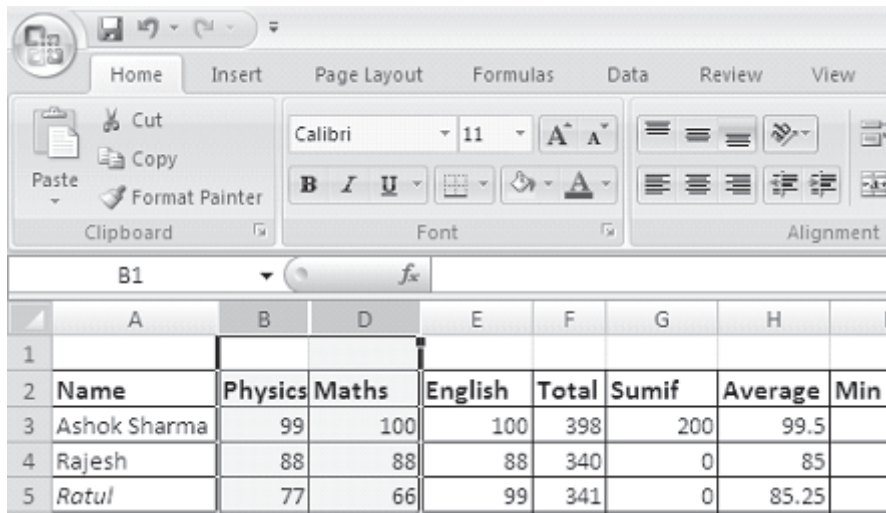 Home Insert Page Layout Formulas Data Review View
Cut
Copy
Paste
Format Painter
Clipboard
Calibri 11 A A
B I U A
Font
Alignment
B1 fx
A B D E F G H
1
2 Name Physics Maths English Total Sumif Average Min
3 Ashok Sharma 99 100 100 398 200 99.5
4 Rajesh 88 88 88 340 0 85
5 Ratul 77 66 99 341 0 85.25